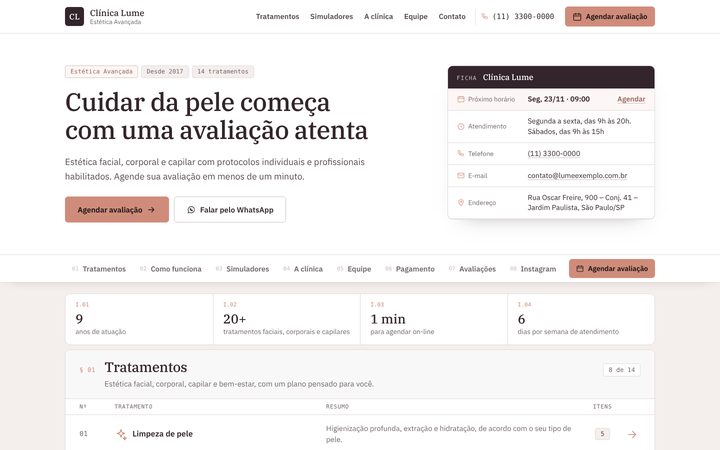 CL
Clínica Lume
Estética Avançada
Tratamentos
Simuladores
A clínica
Equipe
Contato
(11) 3300-0000
Agendar avaliação
Estética Avançada
Desde 2017
14 tratamentos
Cuidar da pele começa
com uma avaliação atenta
Estética facial, corporal e capilar com protocolos individuais e profissionais
habilitados. Agende sua avaliação em menos de um minuto.
Agendar avaliação →
Falar pelo WhatsApp
FICHA Clínica Lume
Próximo horário
Seg, 23/11 · 09:00
Agendar
Atendimento
Segunda a sexta, das 9h às 20h.
Sábados, das 9h às 15h
Telefone
(11) 3300-0000
E-mail
contato@lumeexemplo.com.br
Endereço
Rua Oscar Freire, 900 – Conj. 41 –
Jardim Paulista, São Paulo/SP
01 Tratamentos
02 Como funciona
03 Simuladores
04 A clínica
05 Equipe
06 Pagamento
07 Avaliações
08 Instagram
Agendar avaliação
I.01
9
anos de atuação
I.02
20+
tratamentos faciais, corporais e capilares
I.03
1 min
para agendar on-line
I.04
6
dias por semana de atendimento
§ 01
Tratamentos
Estética facial, corporal, capilar e bem-estar, com um plano pensado para você.
8 de 14
Nº
TRATAMENTO
RESUMO
ITENS
01
Limpeza de pele
Higienização profunda, extração e hidratação, de acordo com o seu tipo de
pele.
5
→